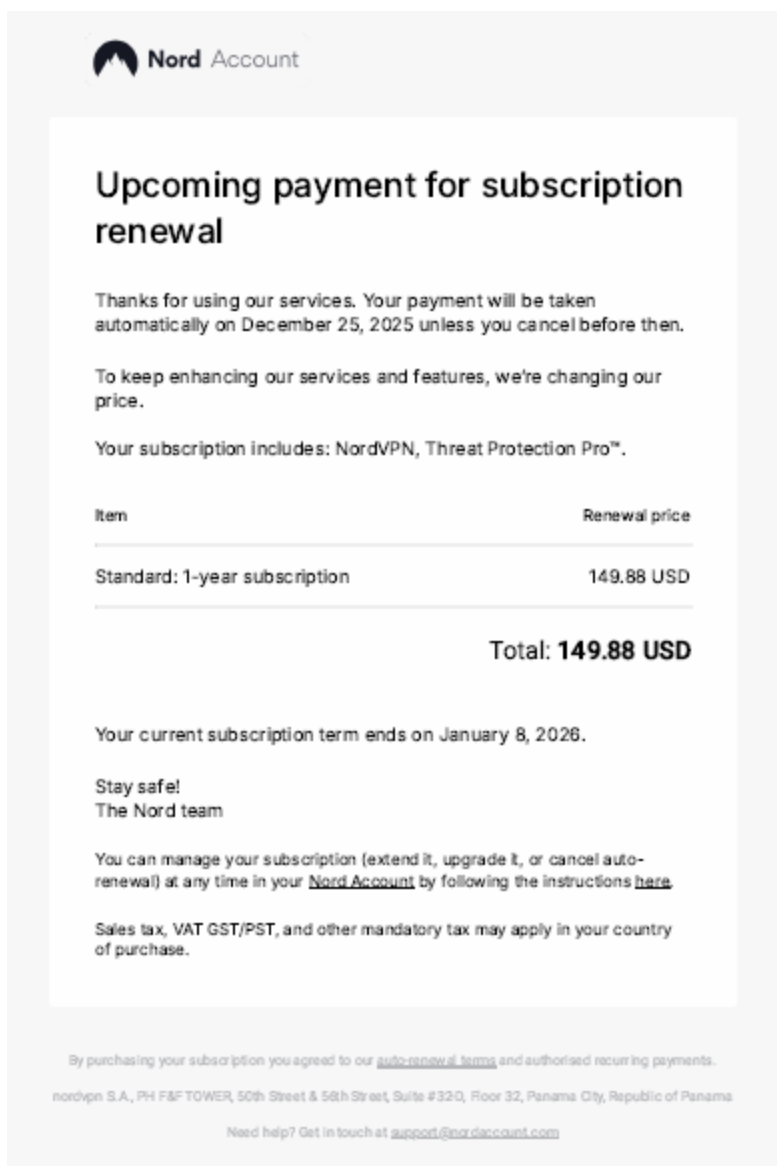 Nord Account
Upcoming payment for subscription
renewal
Thanks for using our services. Your payment will be taken
automatically on December 25, 2025 unless you cancel before then.
To keep enhancing our services and features, we're changing our
price.
Your subscription includes: NordVPN, Threat Protection Pro™.
Item Renewal price
Standard: 1-year subscription 149.88 USD
Total: 149.88 USD
Your current subscription term ends on January 8, 2026.
Stay safe!
The Nord team
You can manage your subscription (extend it, upgrade it, or cancel auto-
renewal) at any time in your Nord Account by following the instructions here.
Sales tax, VAT GST/PST, and other mandatory tax may apply in your country
of purchase.
By purchasing your subscription you agreed to our auto-renewal terms and authorised recurring payments.
nordvpn S.A., PH F&F TOWER, 50th Street & 56th Street, Suite #320, Floor 32, Panama City, Republic of Panama
Need help? Get in touch at support@nordaccount.com